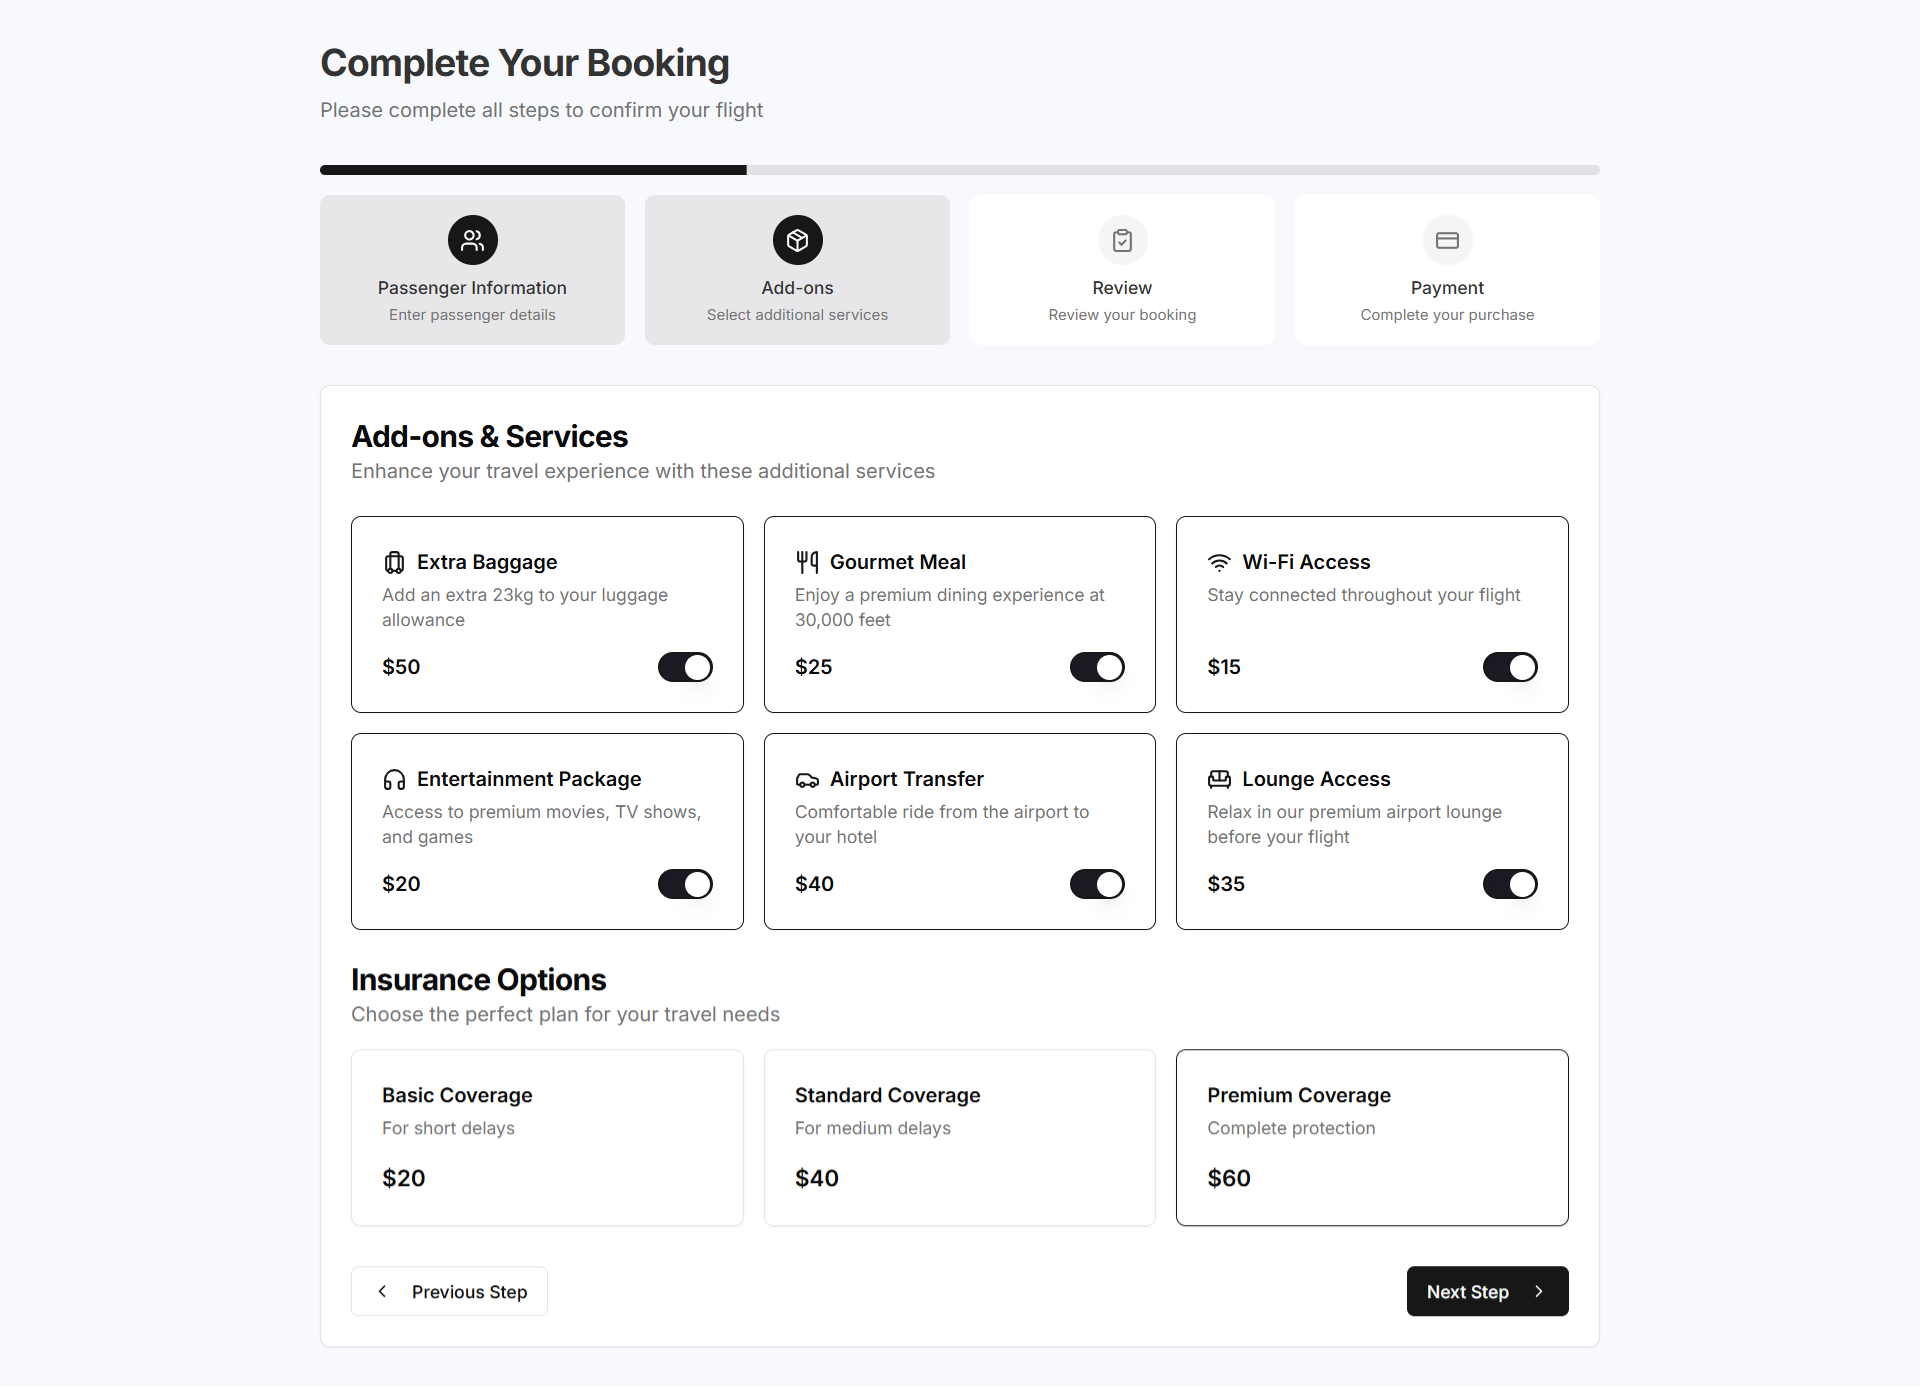 Complete Your Booking
Please complete all steps to confirm your flight
Passenger Information
Enter passenger details
Add-ons
Select additional services
Review
Review your booking
Payment
Complete your purchase
Add-ons & Services
Enhance your travel experience with these additional services
Extra Baggage
Add an extra 23kg to your luggage
allowance
$50
Gourmet Meal
Enjoy a premium dining experience at
30,000 feet
$25
Wi-Fi Access
Stay connected throughout your flight
$15
Entertainment Package
Access to premium movies, TV shows,
and games
$20
Airport Transfer
Comfortable ride from the airport to
your hotel
$40
Lounge Access
Relax in our premium airport lounge
before your flight
$35
Insurance Options
Choose the perfect plan for your travel needs
Basic Coverage
For short delays
$20
Standard Coverage
For medium delays
$40
Premium Coverage
Complete protection
$60
Previous Step
Next Step